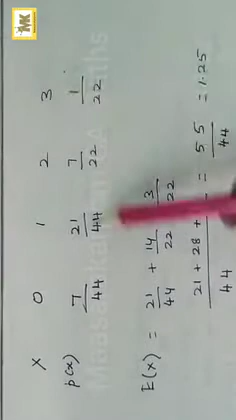 MK
X 0 1 2 3
p(x) 7/44 21/44 7/22 1/22
E(x) = 21/44 + 14/22 + 3/22
21 + 28 + / 44 = 55/44 = 1.25